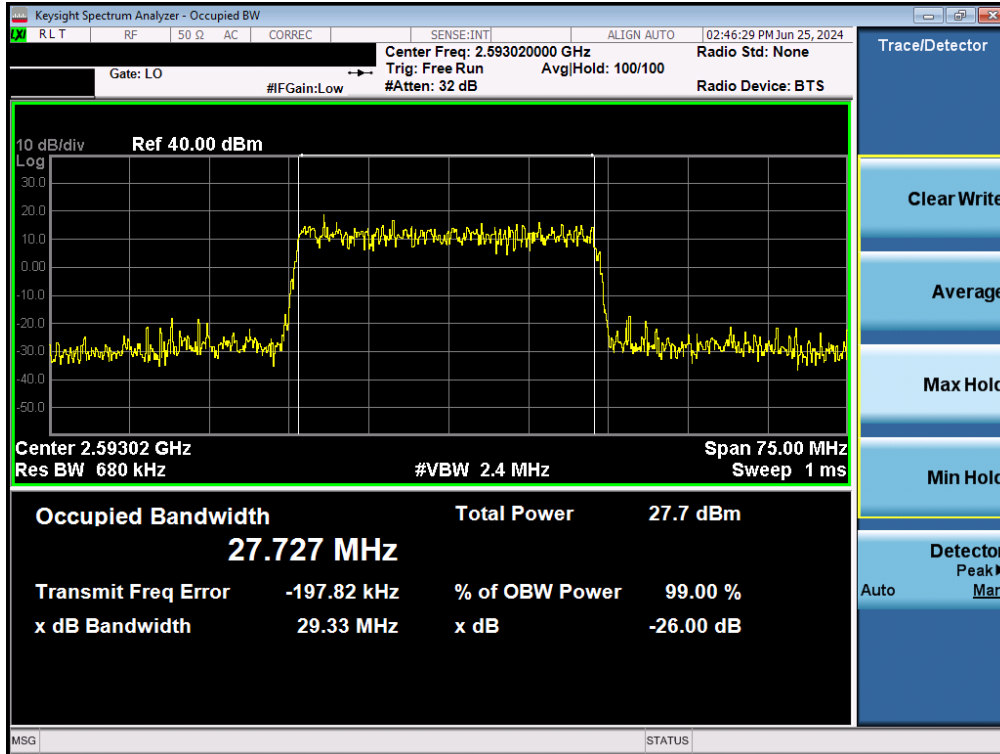 Keysight Spectrum Analyzer - Occupied BW
LXI RLT RF 50 Ω AC CORREC SENSE:INT ALIGN AUTO 02:46:29 PM Jun 25, 2024
Center Freq: 2.593020000 GHz Radio Std: None
Gate: LO Trig: Free Run Avg|Hold: 100/100
#IFGain:Low #Atten: 32 dB Radio Device: BTS
Trace/Detector
10 dB/div Ref 40.00 dBm
Log
30.0
20.0
10.0
0.00
-10.0
-20.0
-30.0
-40.0
-50.0
Center 2.59302 GHz Span 75.00 MHz
Res BW 680 kHz #VBW 2.4 MHz Sweep 1 ms
Occupied Bandwidth Total Power 27.7 dBm
27.727 MHz
Transmit Freq Error -197.82 kHz % of OBW Power 99.00 %
x dB Bandwidth 29.33 MHz x dB -26.00 dB
Clear Write
Average
Max Hold
Min Hold
Detector
Peak
Auto Man
MSG STATUS